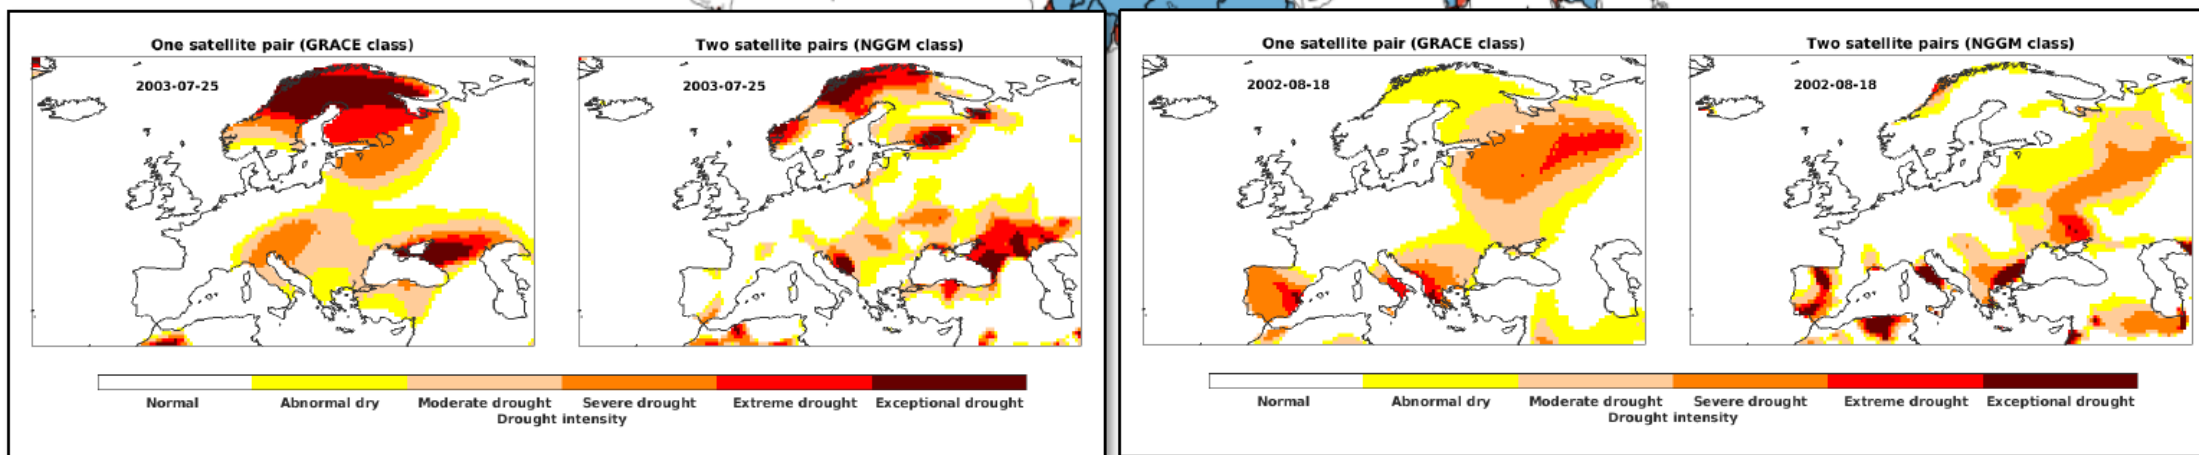 One satellite pair (GRACE class)
2003-07-25
Two satellite pairs (NGGM class)
2003-07-25
Normal Abnormal dry Moderate drought Severe drought Extreme drought Exceptional drought
Drought intensity
One satellite pair (GRACE class)
2002-08-18
Two satellite pairs (NGGM class)
2002-08-18
Normal Abnormal dry Moderate drought Severe drought Extreme drought Exceptional drought
Drought intensity